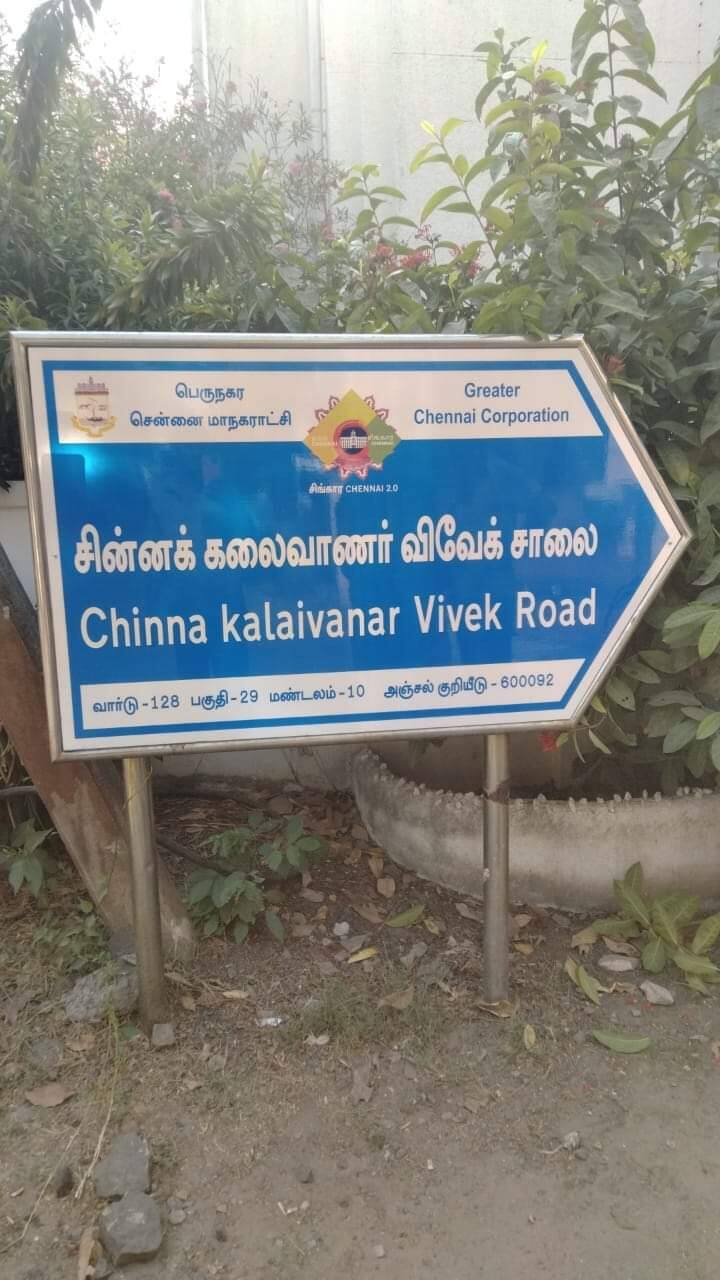 பெருநகர
சென்னை மாநகராட்சி
Greater
Chennai Corporation
சிங்கார CHENNAI 2.0
சின்னக் கலைவாணர் விவேக் சாலை
Chinna kalaivanar Vivek Road
வார்டு -128 பகுதி -29 மண்டலம் -10 அஞ்சல் குறியீடு - 600092